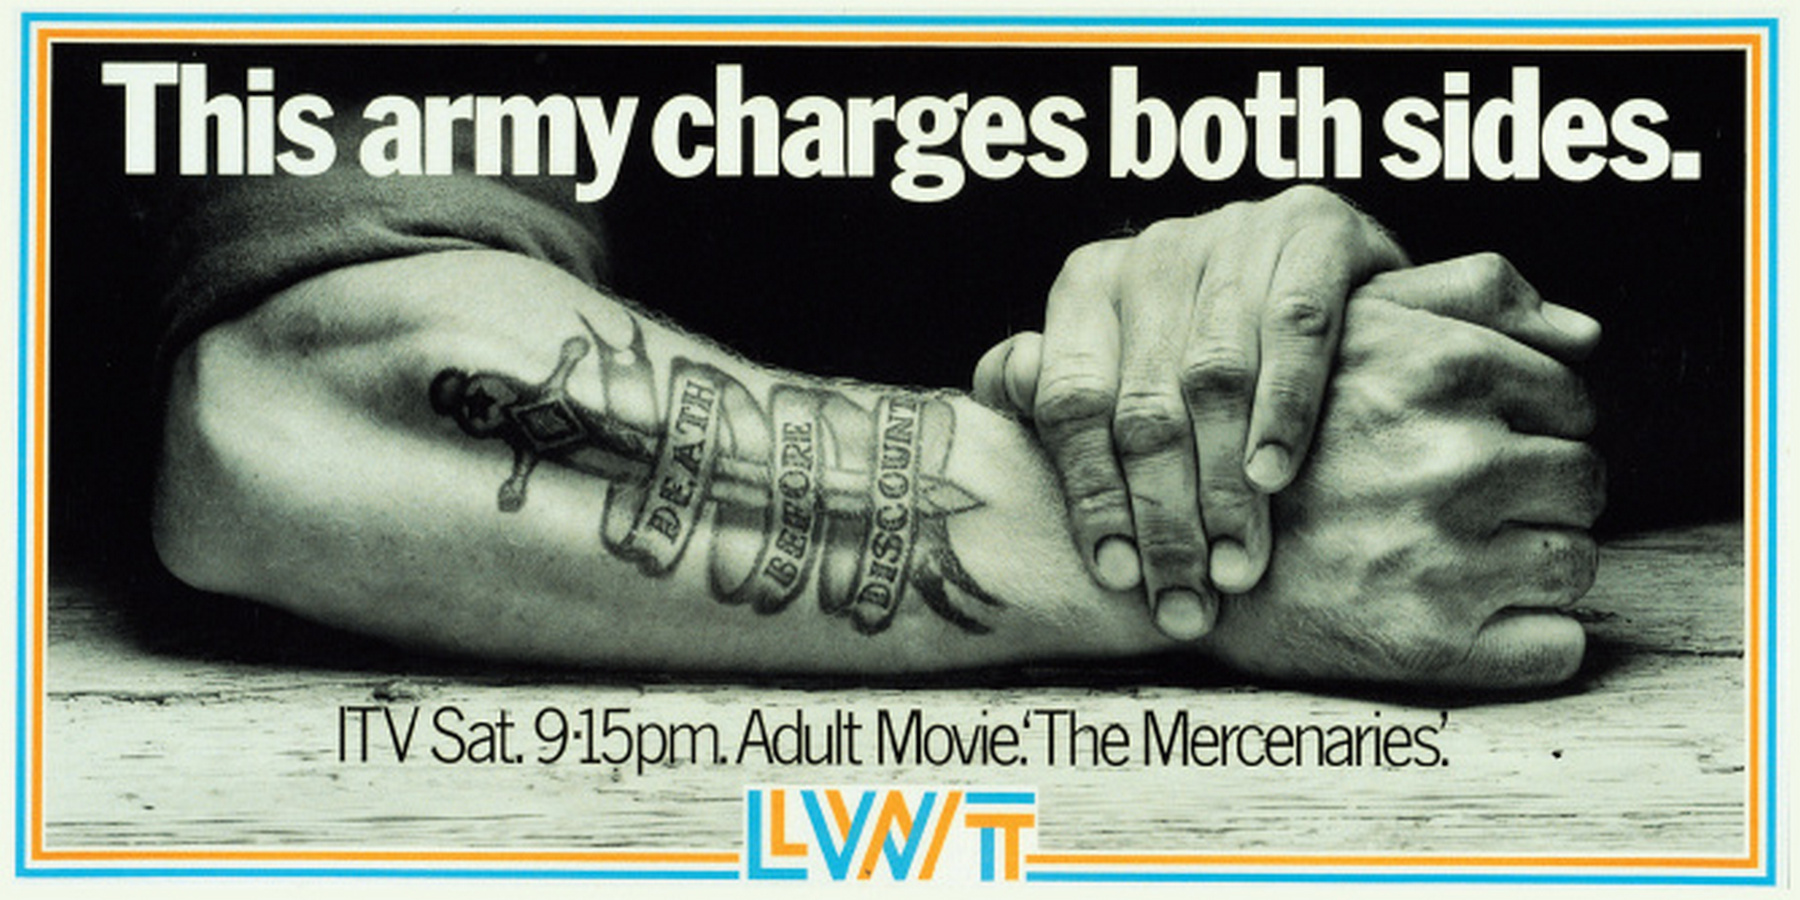 This army charges both sides.
DEATH
BEFORE
DISCOUNT
ITV Sat. 9·15pm. Adult Movie.‘The Mercenaries’.
LWT